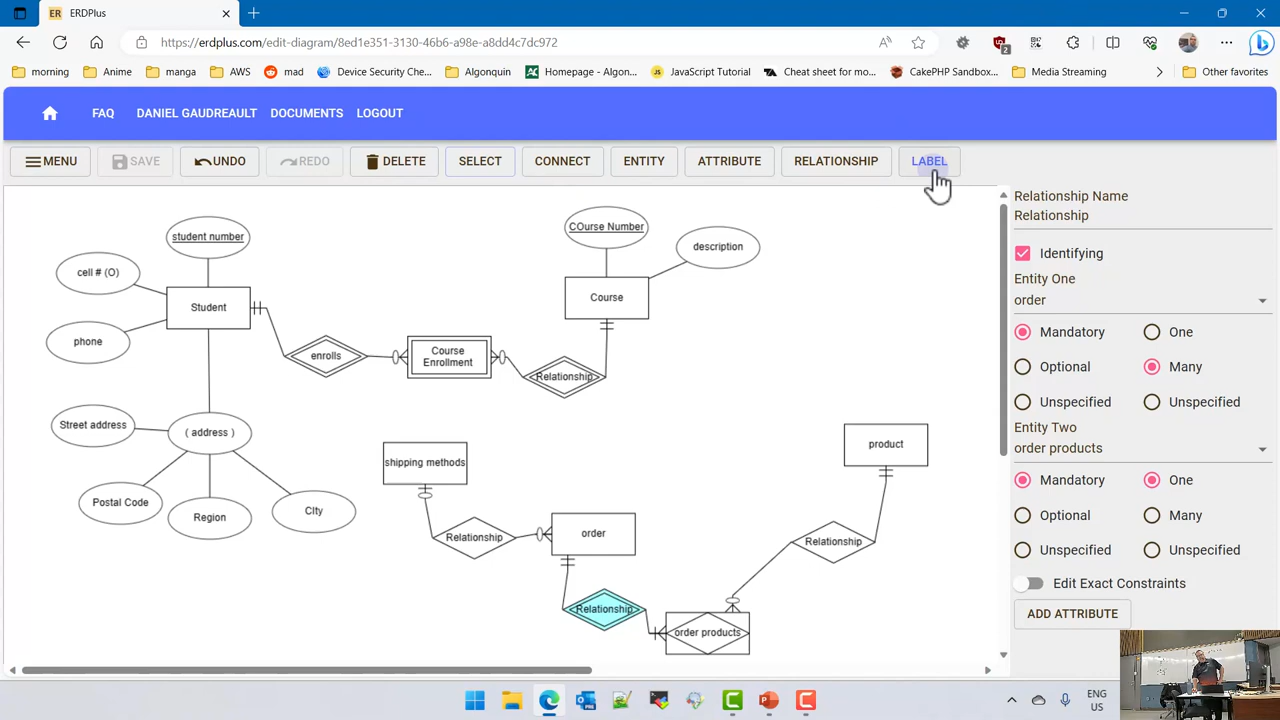 ERDPlus
https://erdplus.com/edit-diagram/8ed1e351-3130-46b6-a98e-a8dd4c7dc972
morning
Anime
manga
AWS
mad
Device Security Che...
Algonquin
Homepage - Algon...
JavaScript Tutorial
Cheat sheet for mo...
CakePHP Sandbox...
Media Streaming
Other favorites
FAQ
DANIEL GAUDREAULT
DOCUMENTS
LOGOUT
MENU
SAVE
UNDO
REDO
DELETE
SELECT
CONNECT
ENTITY
ATTRIBUTE
RELATIONSHIP
LABEL
student number
cell # (O)
Student
phone
Street address
( address )
Postal Code
Region
CIty
enrolls
Course
Enrollment
Relationship
COurse Number
description
Course
shipping methods
Relationship
order
Relationship
order products
Relationship
product
Relationship Name
Relationship
Identifying
Entity One
order
Mandatory
One
Optional
Many
Unspecified
Unspecified
Entity Two
order products
Mandatory
One
Optional
Many
Unspecified
Unspecified
Edit Exact Constraints
ADD ATTRIBUTE
ENG
US